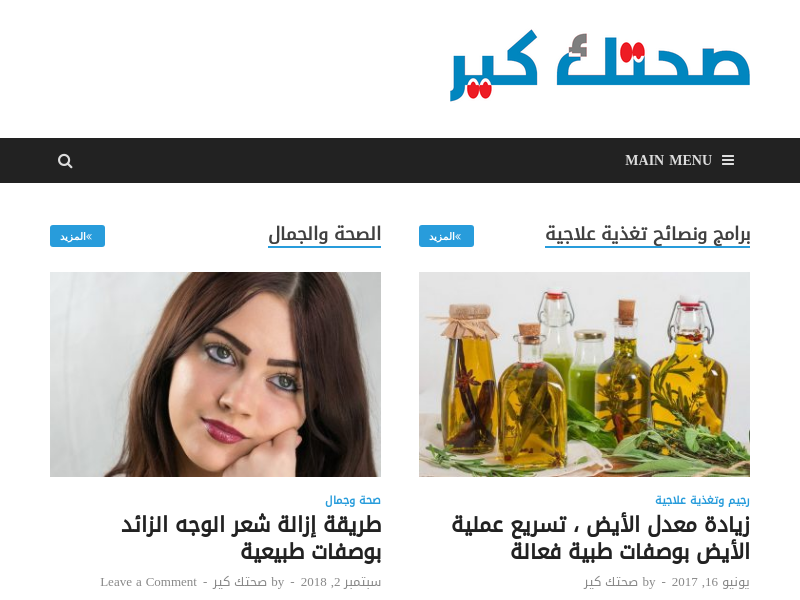 صحتك كير
MAIN MENU
برامج ونصائح تغذية علاجية
المزيد»
رجيم وتغذية علاجية
زيادة معدل الأيض ، تسريع عملية
الأيض بوصفات طبية فعالة
يونيو 16, 2017 - by صحتك كير
الصحة والجمال
المزيد»
صحة وجمال
طريقة إزالة شعر الوجه الزائد
بوصفات طبيعية
سبتمبر 2, 2018 - by صحتك كير - Leave a Comment